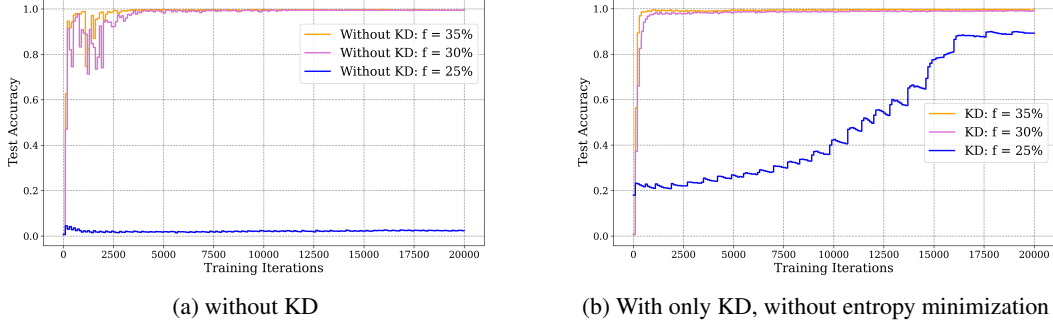 1.0
0.8
0.6
0.4
0.2
0.0
Test Accuracy
0 2500 5000 7500 10000 12500 15000 17500 20000
Training Iterations
Without KD: f = 35%
Without KD: f = 30%
Without KD: f = 25%
(a) without KD
1.0
0.8
0.6
0.4
0.2
0.0
Test Accuracy
0 2500 5000 7500 10000 12500 15000 17500 20000
Training Iterations
KD: f = 35%
KD: f = 30%
KD: f = 25%
(b) With only KD, without entropy minimization